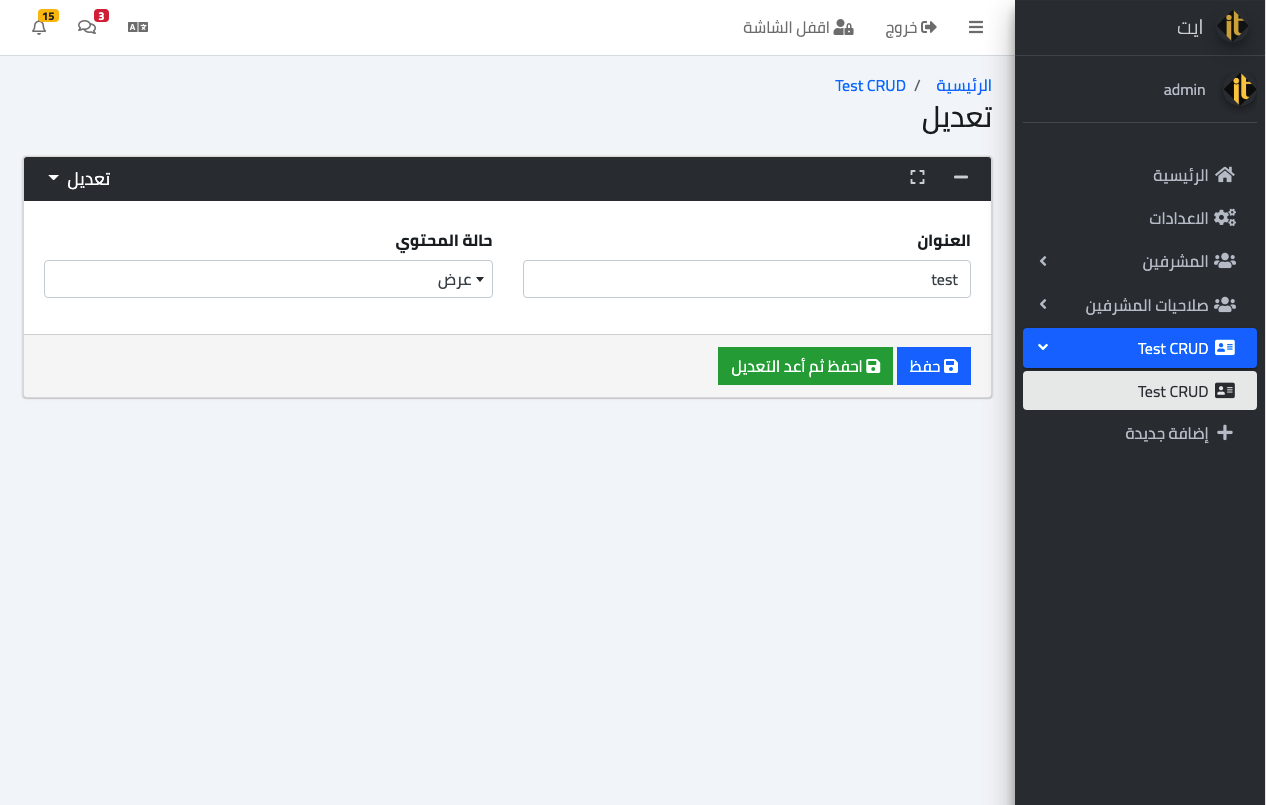 it ايت
خروج
اقفل الشاشة
3
15
it admin
الرئيسية
الاعدادات
المشرفين
صلاحيات المشرفين
Test CRUD
Test CRUD
إضافة جديدة
الرئيسية / Test CRUD
تعديل
تعديل
العنوان
test
حالة المحتوي
عرض
حفظ
احفظ ثم أعد التعديل